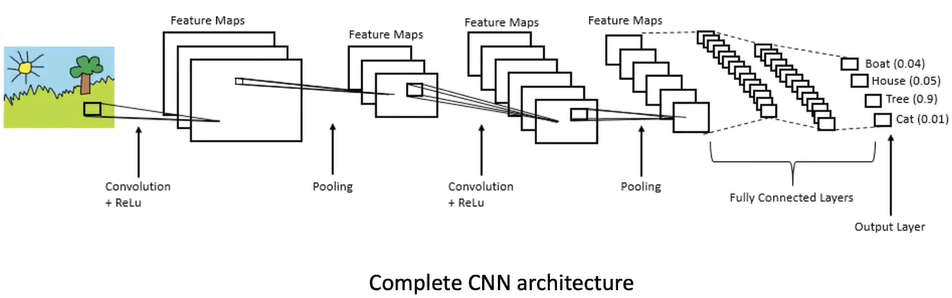 Feature Maps
Feature Maps
Feature Maps
Feature Maps
Boat (0.04)
House (0.05)
Tree (0.9)
Cat (0.01)
Convolution
+ ReLu
Pooling
Convolution
+ ReLu
Pooling
Fully Connected Layers
Output Layer
Complete CNN architecture